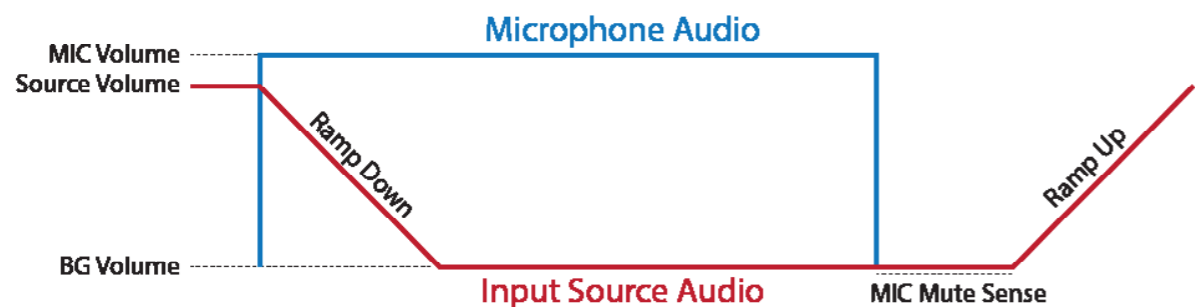 Microphone Audio
MIC Volume
Source Volume
Ramp Down
Ramp Up
BG Volume
Input Source Audio
MIC Mute Sense